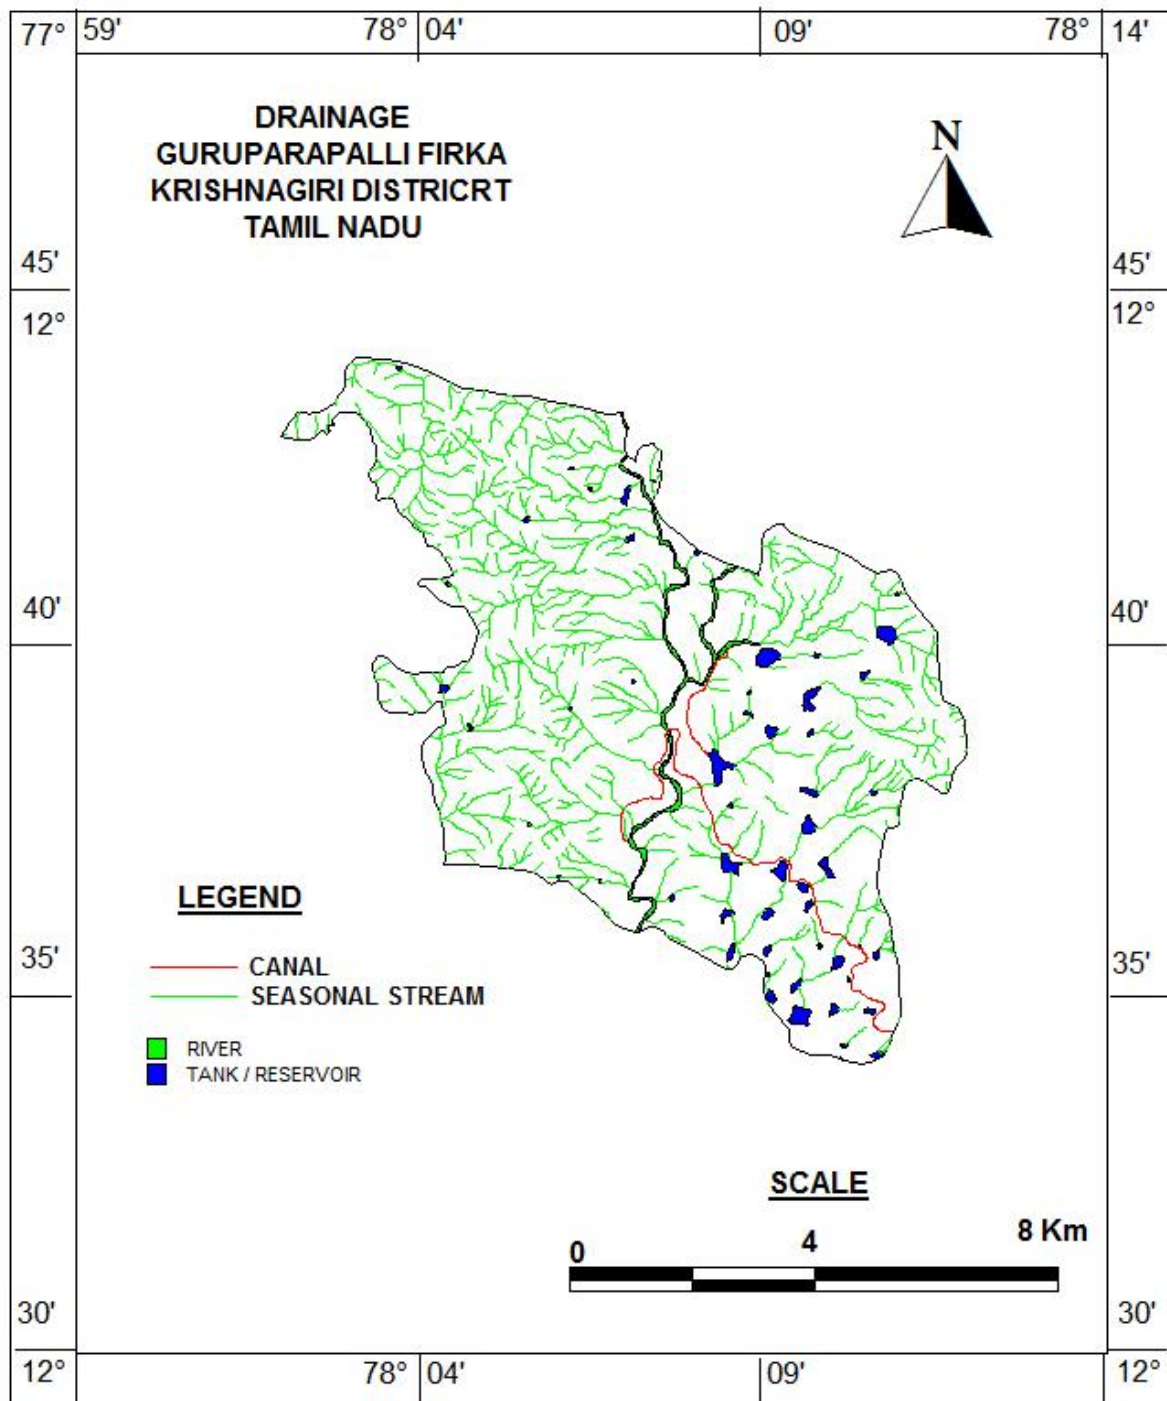 77° 59' 78° 04' 09' 78° 14'
DRAINAGE
GURUPARAPALLI FIRKA
KRISHNAGIRI DISTRICRT
TAMIL NADU
N
45' 45'
12° 12°
40' 40'
LEGEND
35' 35'
CANAL
SEASONAL STREAM
RIVER
TANK / RESERVOIR
SCALE
0 4 8 Km
30' 30'
12° 78° 04' 09' 12°